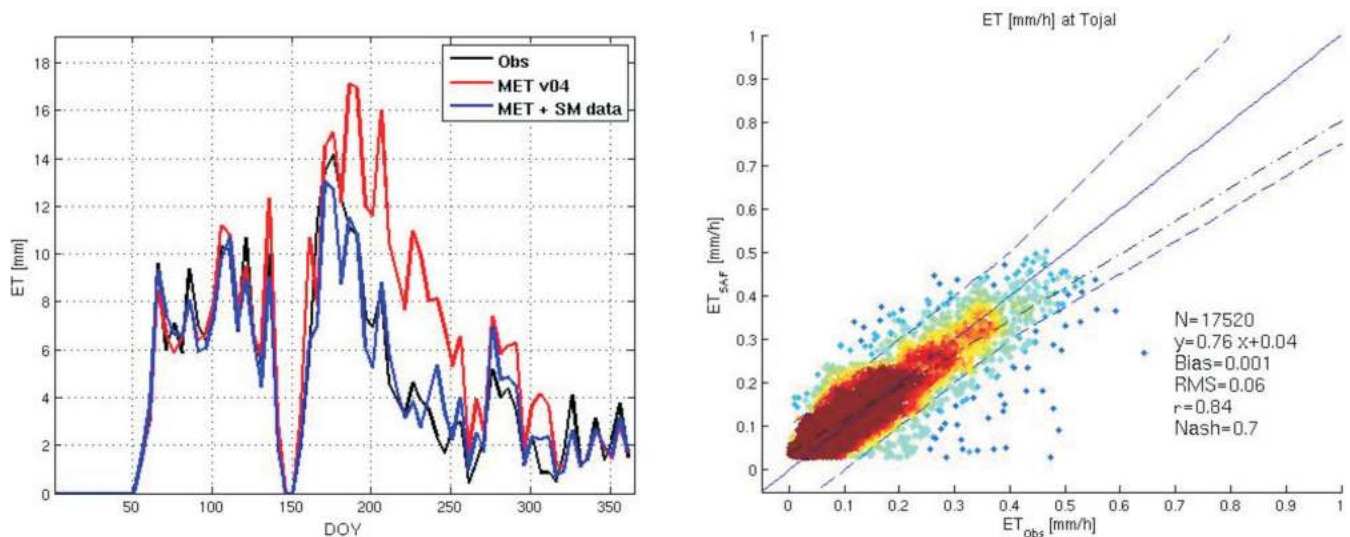 18
16
14
12
10
8
6
4
2
0
ET [mm]
50
100
150
200
250
300
350
DOY
Obs
MET v04
MET + SM data
ET [mm/h] at Tojal
1
0.9
0.8
0.7
0.6
0.5
0.4
0.3
0.2
0.1
0
ET_SAF [mm/h]
N=17520
y=0.76 x+0.04
Bias=0.001
RMS=0.06
r=0.84
Nash=0.7
0
0.1
0.2
0.3
0.4
0.5
0.6
0.7
0.8
0.9
1
ET_Obs [mm/h]